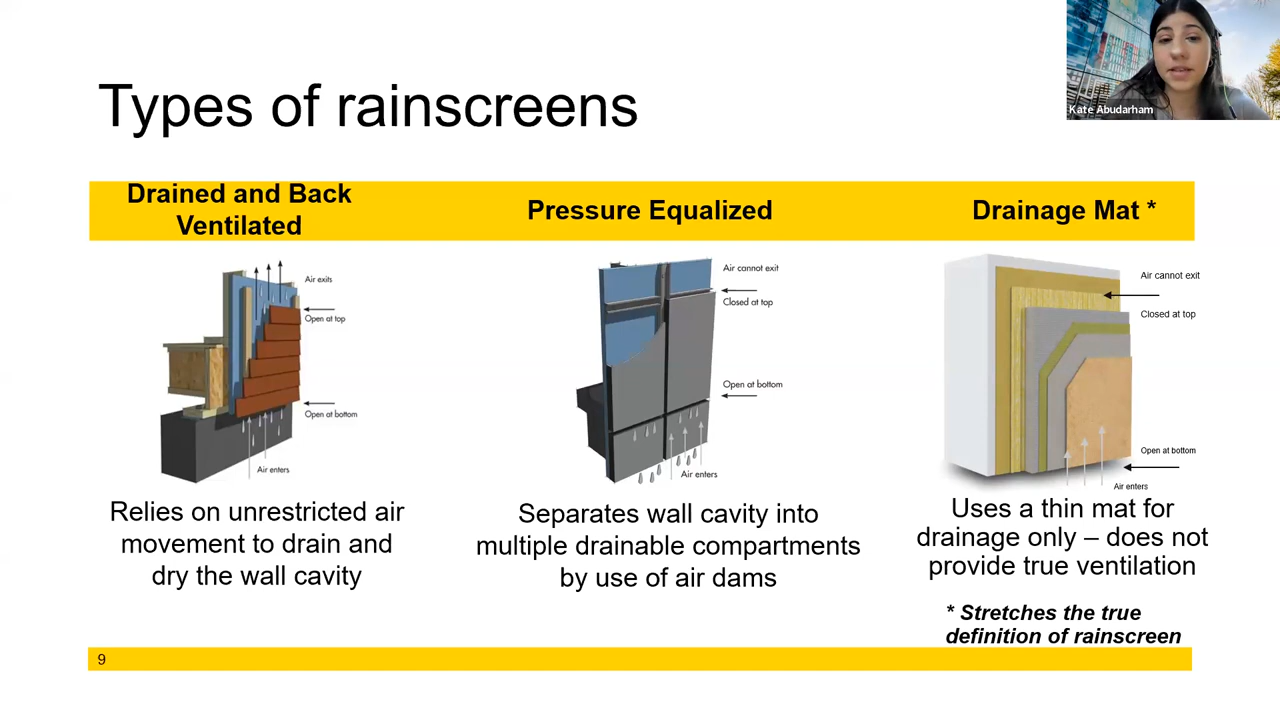 Kate Abudarham
Types of rainscreens
Drained and Back
Ventilated
Pressure Equalized
Drainage Mat *
Air exits
Open at top
Open at bottom
Air enters
Air cannot exit
Closed at top
Open at bottom
Air enters
Air cannot exit
Closed at top
Open at bottom
Air enters
Relies on unrestricted air
movement to drain and
dry the wall cavity
Separates wall cavity into
multiple drainable compartments
by use of air dams
Uses a thin mat for
drainage only – does not
provide true ventilation
* Stretches the true
definition of rainscreen
9